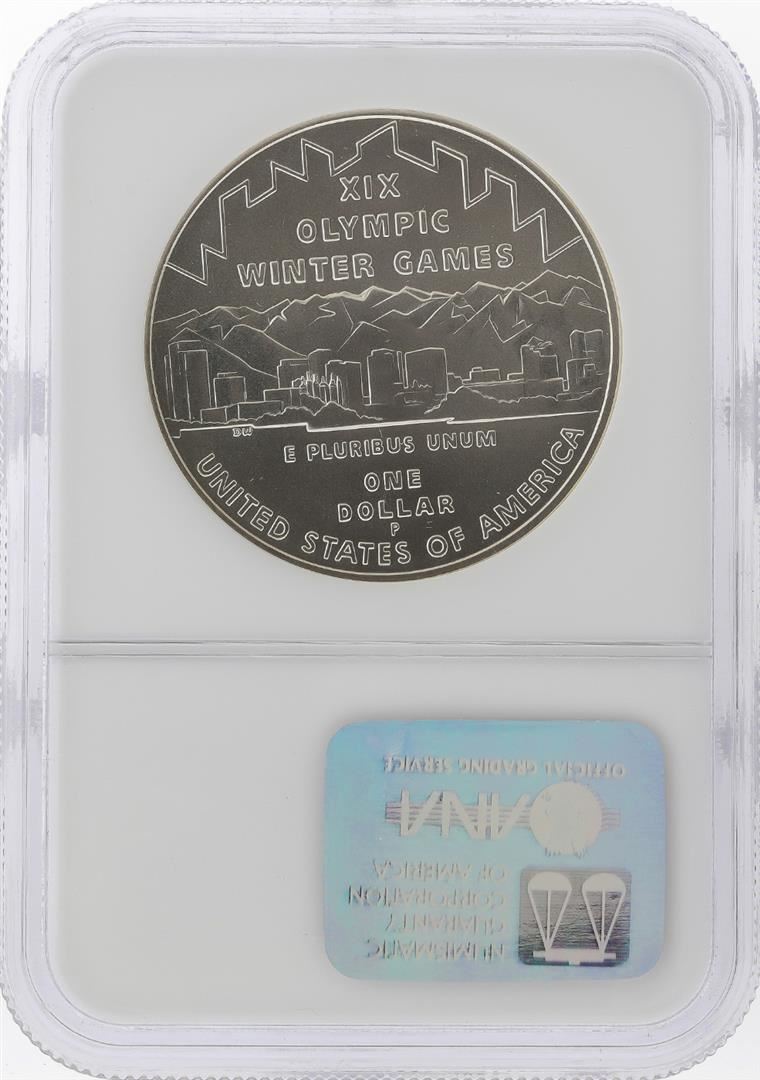 XIX
OLYMPIC
WINTER GAMES
DW
E PLURIBUS UNUM
ONE
DOLLAR
P
UNITED STATES OF AMERICA
NUMISMATIC
GUARANTY
CORPORATION
OF AMERICA
ANA
OFFICIAL GRADING SERVICE